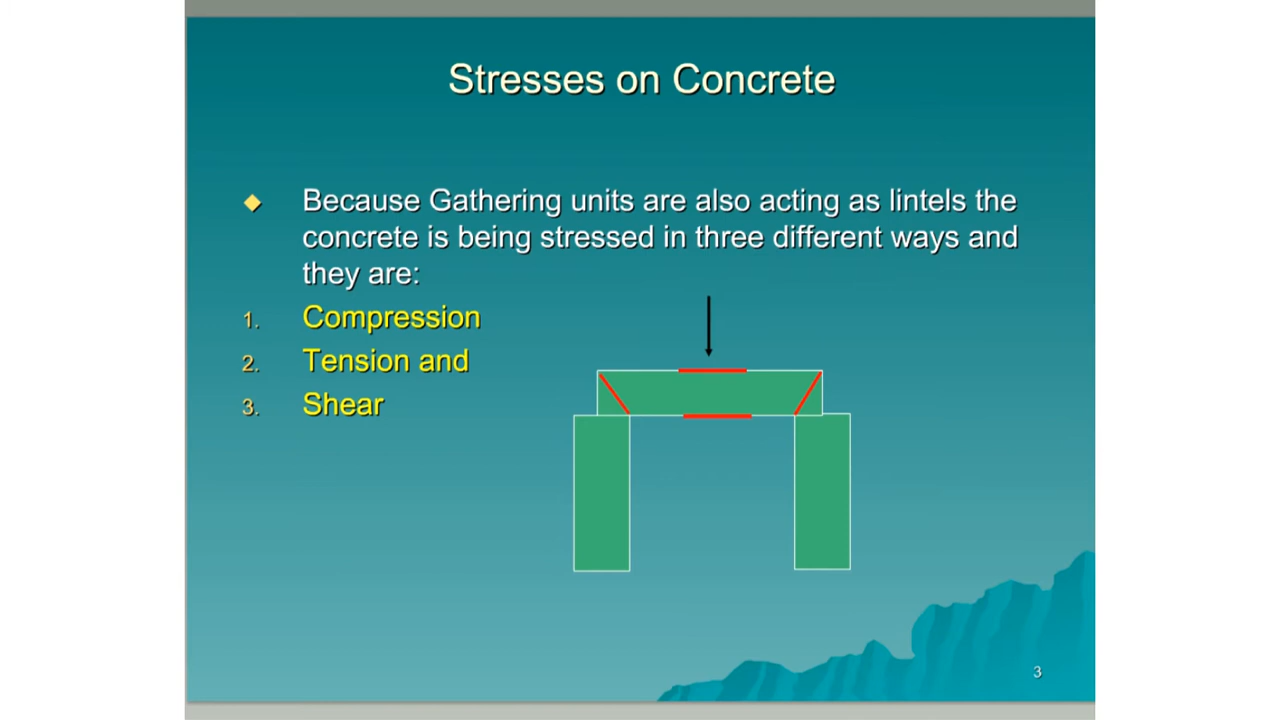 Stresses on Concrete
Because Gathering units are also acting as lintels the
concrete is being stressed in three different ways and
they are:
1. Compression
2. Tension and
3. Shear
3